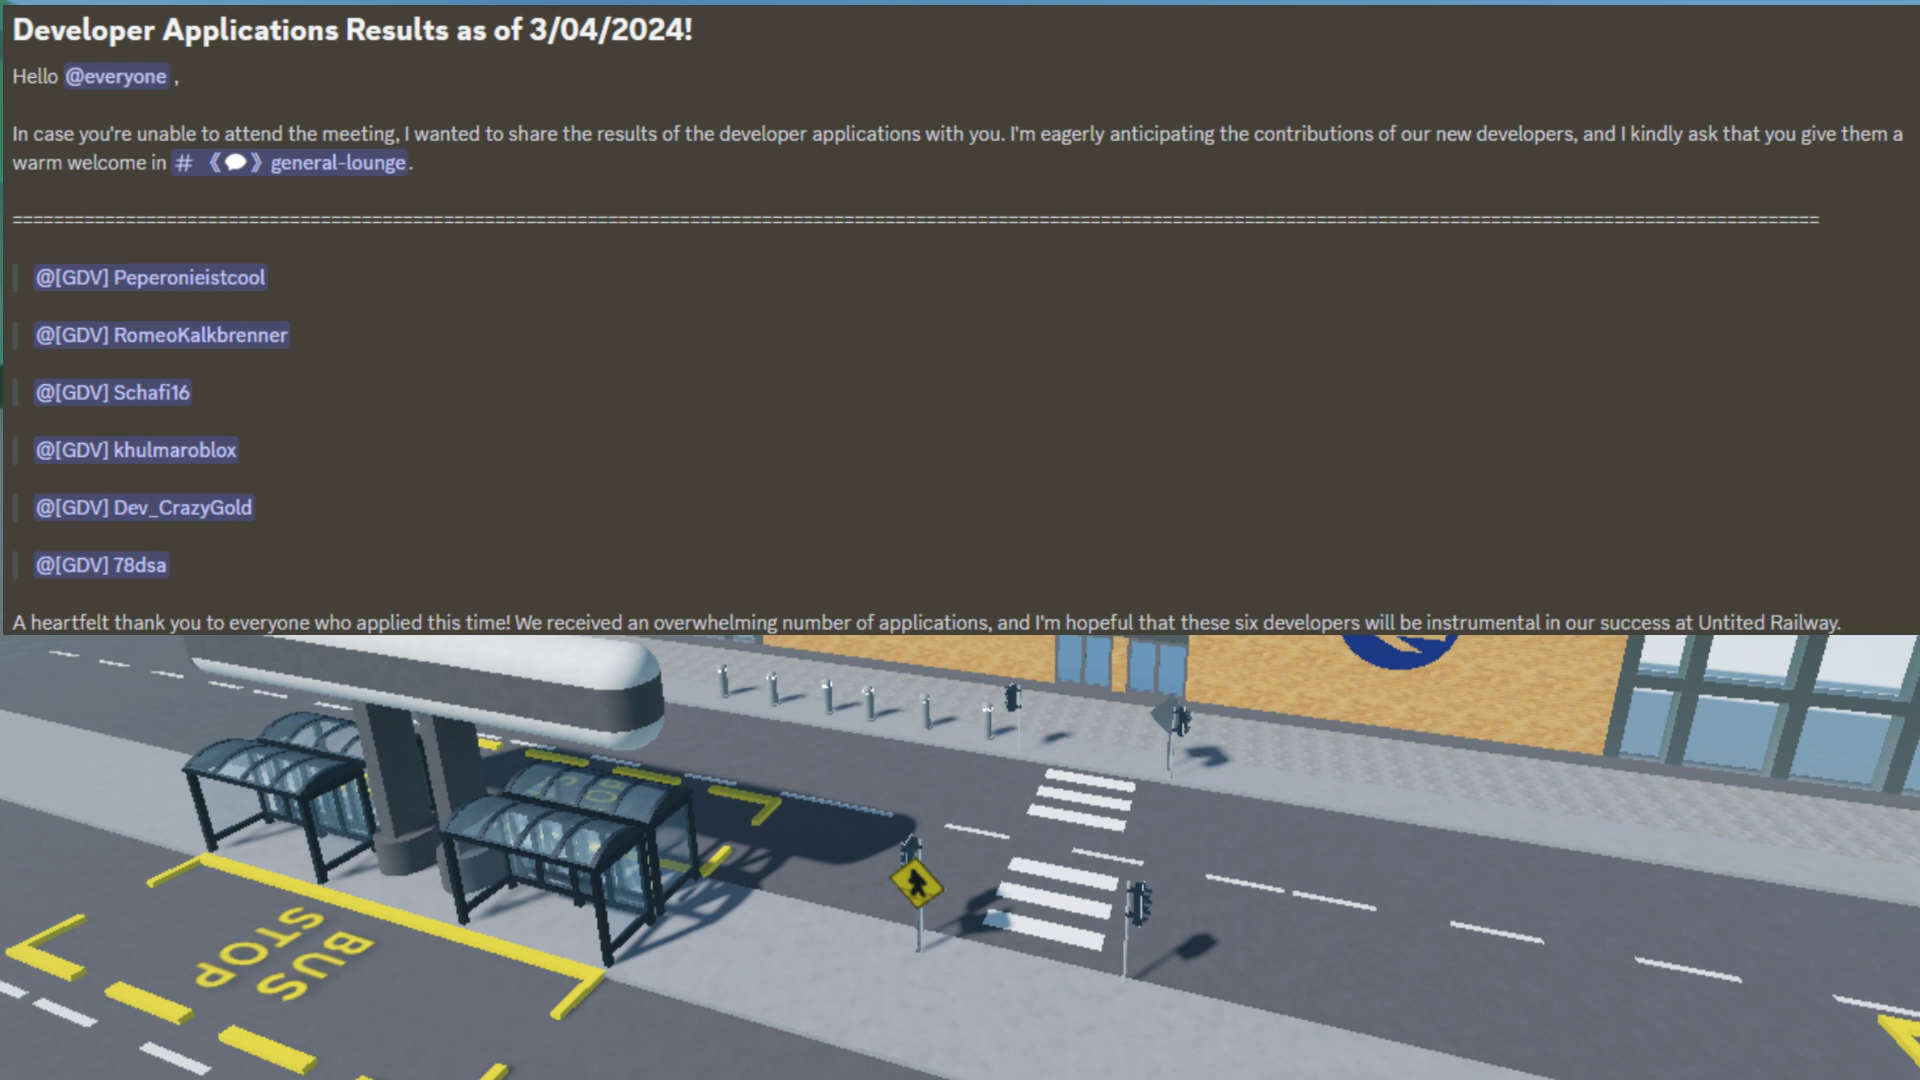 Developer Applications Results as of 3/04/2024!
Hello @everyone ,
In case you're unable to attend the meeting, I wanted to share the results of the developer applications with you. I'm eagerly anticipating the contributions of our new developers, and I kindly ask that you give them a
warm welcome in # 《💬》general-lounge.
==========================================================================================================================================================================
@[GDV] Peperonieistcool
@[GDV] RomeoKalkbrenner
@[GDV] Schafi16
@[GDV] khulmaroblox
@[GDV] Dev_CrazyGold
@[GDV] 78dsa
A heartfelt thank you to everyone who applied this time! We received an overwhelming number of applications, and I'm hopeful that these six developers will be instrumental in our success at Untited Railway.
BUS
STOP